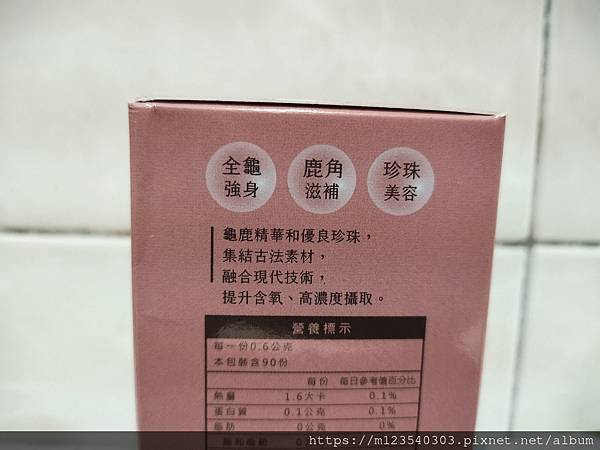 全龜
強身
鹿角
滋補
珍珠
美容
龜鹿精華和優良珍珠，
集結古法素材，
融合現代技術，
提升含氧、高濃度攝取。
營養標示
每一份0.6公克
本包裝含90份
每份 每日參考值百分比
熱量 1.6大卡 0.1%
蛋白質 0.1公克 0.1%
脂肪 0公克 0%
飽和脂肪
https://m123540303.pixnet.net/album